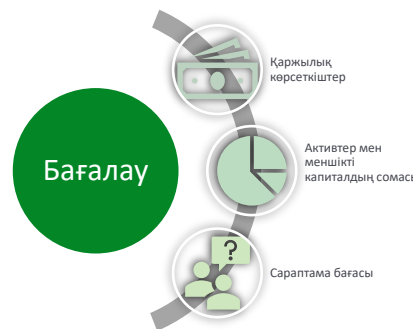 Бағалау
Қаржылық
көрсеткіштер
Активтер мен
меншікті
капиталдың сомасы
?
Сараптама бағасы